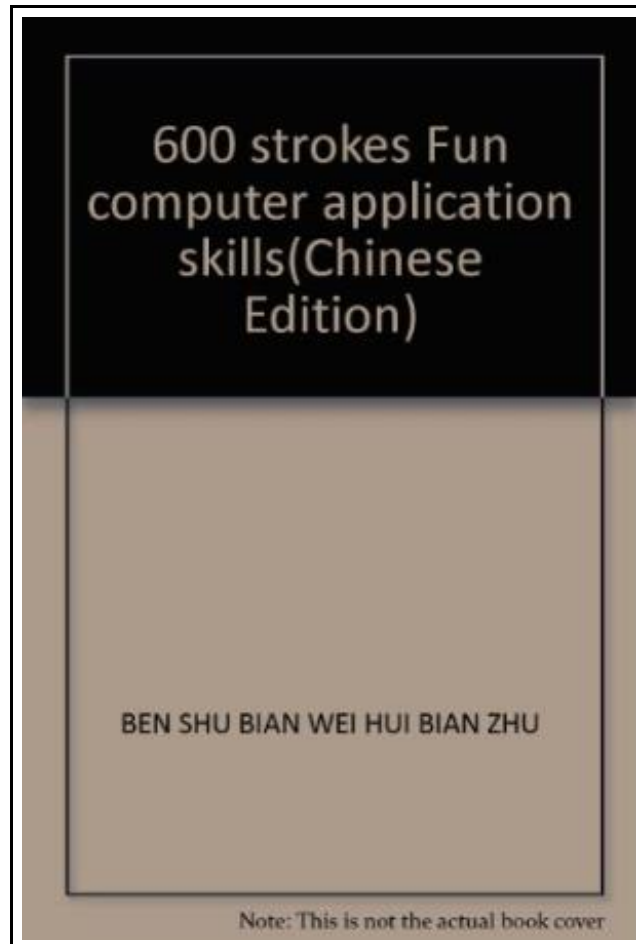 600 strokes Fun
computer application
skills(Chinese
Edition)
BEN SHU BIAN WEI HUI BIAN ZHU
Note: This is not the actual book cover